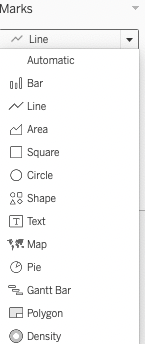 Marks
Line
Automatic
Bar
Line
Area
Square
Circle
Shape
Text
Map
Pie
Gantt Bar
Polygon
Density